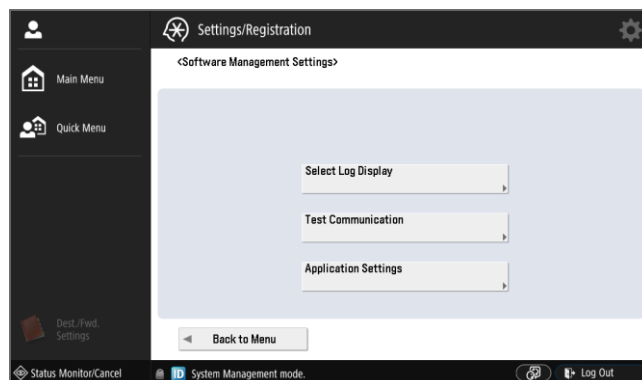 Settings/Registration
<Software Management Settings>
Main Menu
Quick Menu
Select Log Display
Test Communication
Application Settings
Dest./Fwd.
Settings
Back to Menu
Status Monitor/Cancel
ID System Management mode.
Log Out